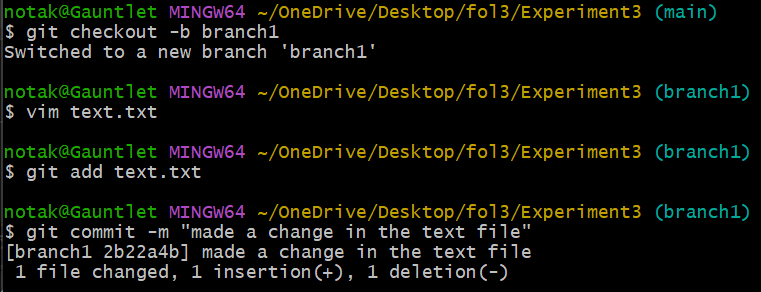 notak@Gauntlet MINGW64 ~/OneDrive/Desktop/fol3/Experiment3 (main)
$ git checkout -b branch1
Switched to a new branch 'branch1'
notak@Gauntlet MINGW64 ~/OneDrive/Desktop/fol3/Experiment3 (branch1)
$ vim text.txt
notak@Gauntlet MINGW64 ~/OneDrive/Desktop/fol3/Experiment3 (branch1)
$ git add text.txt
notak@Gauntlet MINGW64 ~/OneDrive/Desktop/fol3/Experiment3 (branch1)
$ git commit -m "made a change in the text file"
[branch1 2b22a4b] made a change in the text file
 1 file changed, 1 insertion(+), 1 deletion(-)